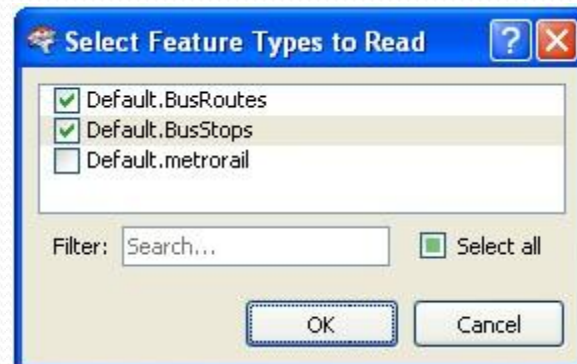 Select Feature Types to Read
Default.BusRoutes
Default.BusStops
Default.metrorail
Filter: Search... Select all
OK Cancel